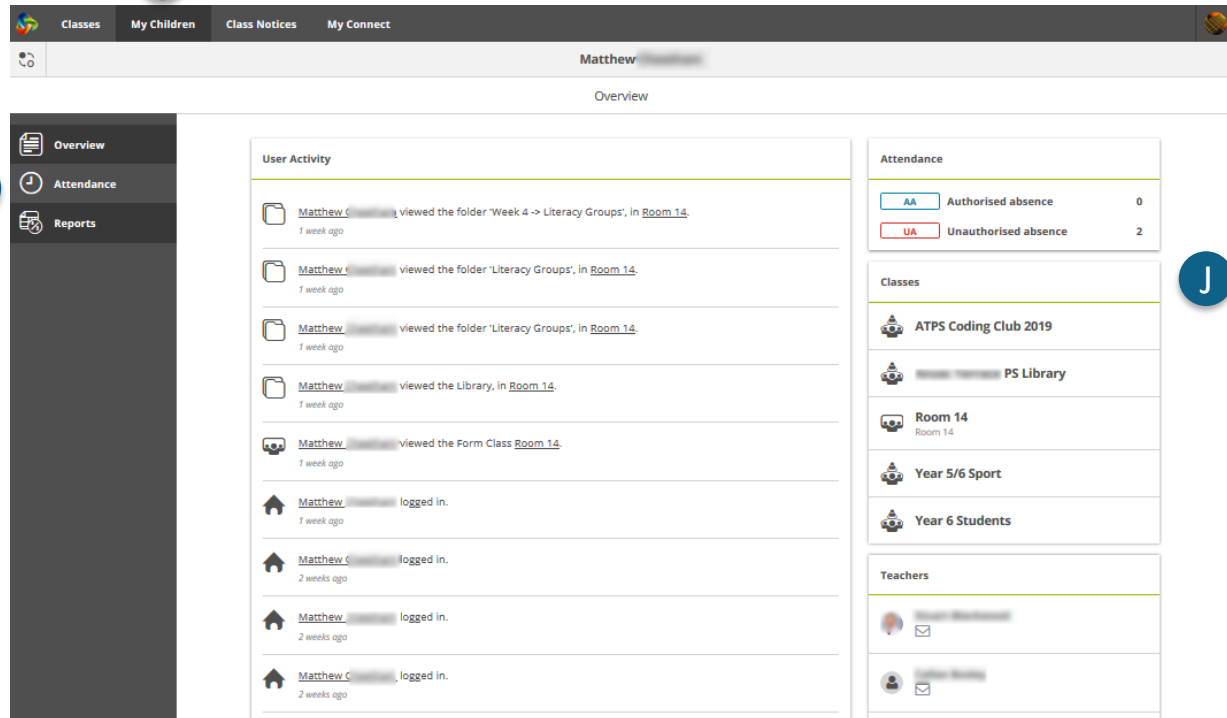 Classes My Children Class Notices My Connect
Matthew
Overview
Overview
Attendance
Reports
User Activity
Matthew viewed the folder 'Week 4 -> Literacy Groups', in Room 14.
1 week ago
Matthew viewed the folder 'Literacy Groups', in Room 14.
1 week ago
Matthew viewed the folder 'Literacy Groups', in Room 14.
1 week ago
Matthew viewed the Library, in Room 14.
1 week ago
Matthew viewed the Form Class Room 14.
1 week ago
Matthew logged in.
1 week ago
Matthew logged in.
2 weeks ago
Matthew logged in.
2 weeks ago
Matthew logged in.
2 weeks ago
Attendance
AA Authorised absence 0
UA Unauthorised absence 2
Classes
J
ATPS Coding Club 2019
PS Library
Room 14
Room 14
Year 5/6 Sport
Year 6 Students
Teachers